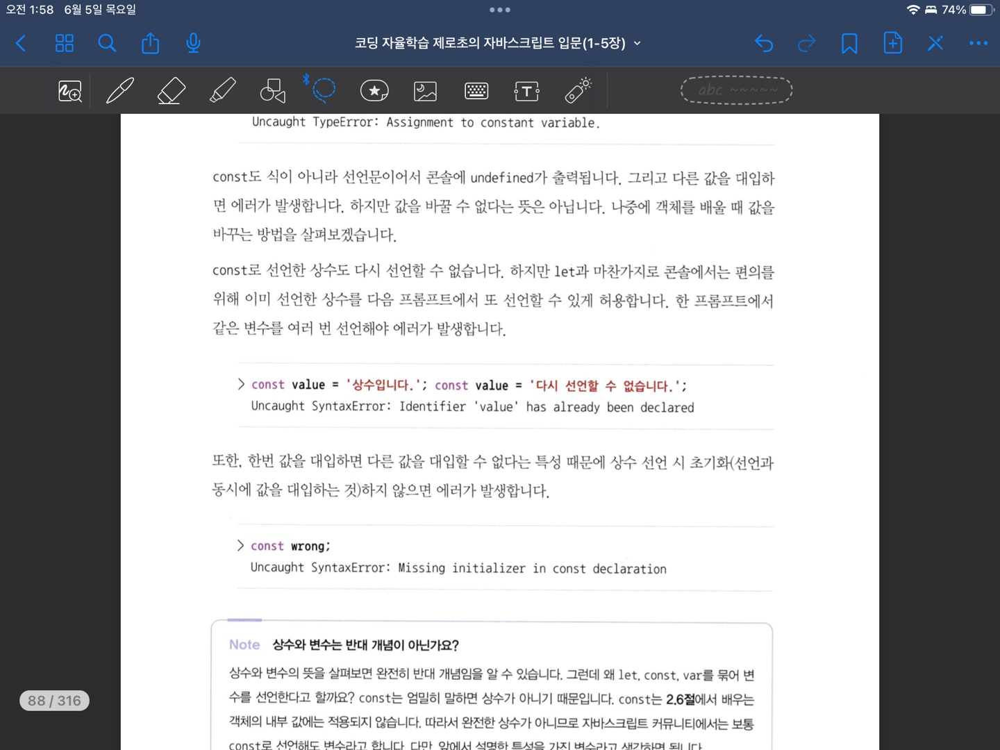 오전 1:58 6월 5일 목요일
74%
코딩 자율학습 제로초의 자바스크립트 입문(1-5장)
abc ~~~~~
T
Uncaught TypeError: Assignment to constant variable.
const도 식이 아니라 선언문이어서 콘솔에 undefined가 출력됩니다. 그리고 다른 값을 대입하
면 에러가 발생합니다. 하지만 값을 바꿀 수 없다는 뜻은 아닙니다. 나중에 객체를 배울 때 값을
바꾸는 방법을 살펴보겠습니다.
const로 선언한 상수도 다시 선언할 수 없습니다. 하지만 let과 마찬가지로 콘솔에서는 편의를
위해 이미 선언한 상수를 다음 프롬프트에서 또 선언할 수 있게 허용합니다. 한 프롬프트에서
같은 변수를 여러 번 선언해야 에러가 발생합니다.
> const value = '상수입니다.'; const value = '다시 선언할 수 없습니다.';
Uncaught SyntaxError: Identifier 'value' has already been declared
또한, 한번 값을 대입하면 다른 값을 대입할 수 없다는 특성 때문에 상수 선언 시 초기화(선언과
동시에 값을 대입하는 것)하지 않으면 에러가 발생합니다.
> const wrong;
Uncaught SyntaxError: Missing initializer in const declaration
Note 상수와 변수는 반대 개념이 아닌가요?
상수와 변수의 뜻을 살펴보면 완전히 반대 개념임을 알 수 있습니다. 그런데 왜 let, const, var를 묶어 변
수를 선언한다고 할까요? const는 엄밀히 말하면 상수가 아니기 때문입니다. const는 2.6절에서 배우는
객체의 내부 값에는 적용되지 않습니다. 따라서 완전한 상수가 아니므로 자바스크립트 커뮤니티에서는 보통
const로 선언해도 변수라고 합니다. 다만, 앞에서 설명한 특성을 가진 변수라고 생각하면 됩니다.
88 / 316